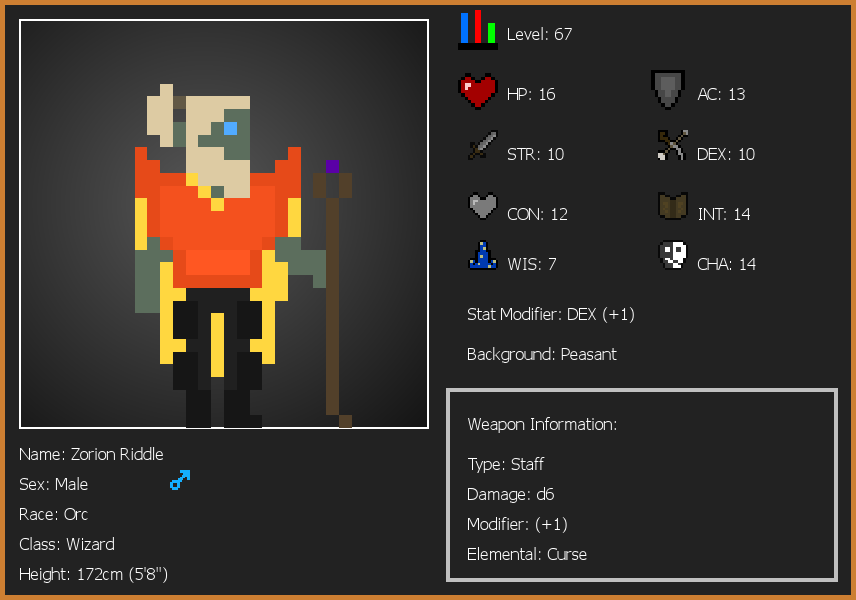 Level: 67
HP: 16
AC: 13
STR: 10
DEX: 10
CON: 12
INT: 14
WIS: 7
CHA: 14
Stat Modifier: DEX (+1)
Background: Peasant
Weapon Information:
Type: Staff
Damage: d6
Modifier: (+1)
Elemental: Curse
Name: Zorion Riddle
Sex: Male
Race: Orc
Class: Wizard
Height: 172cm (5'8")